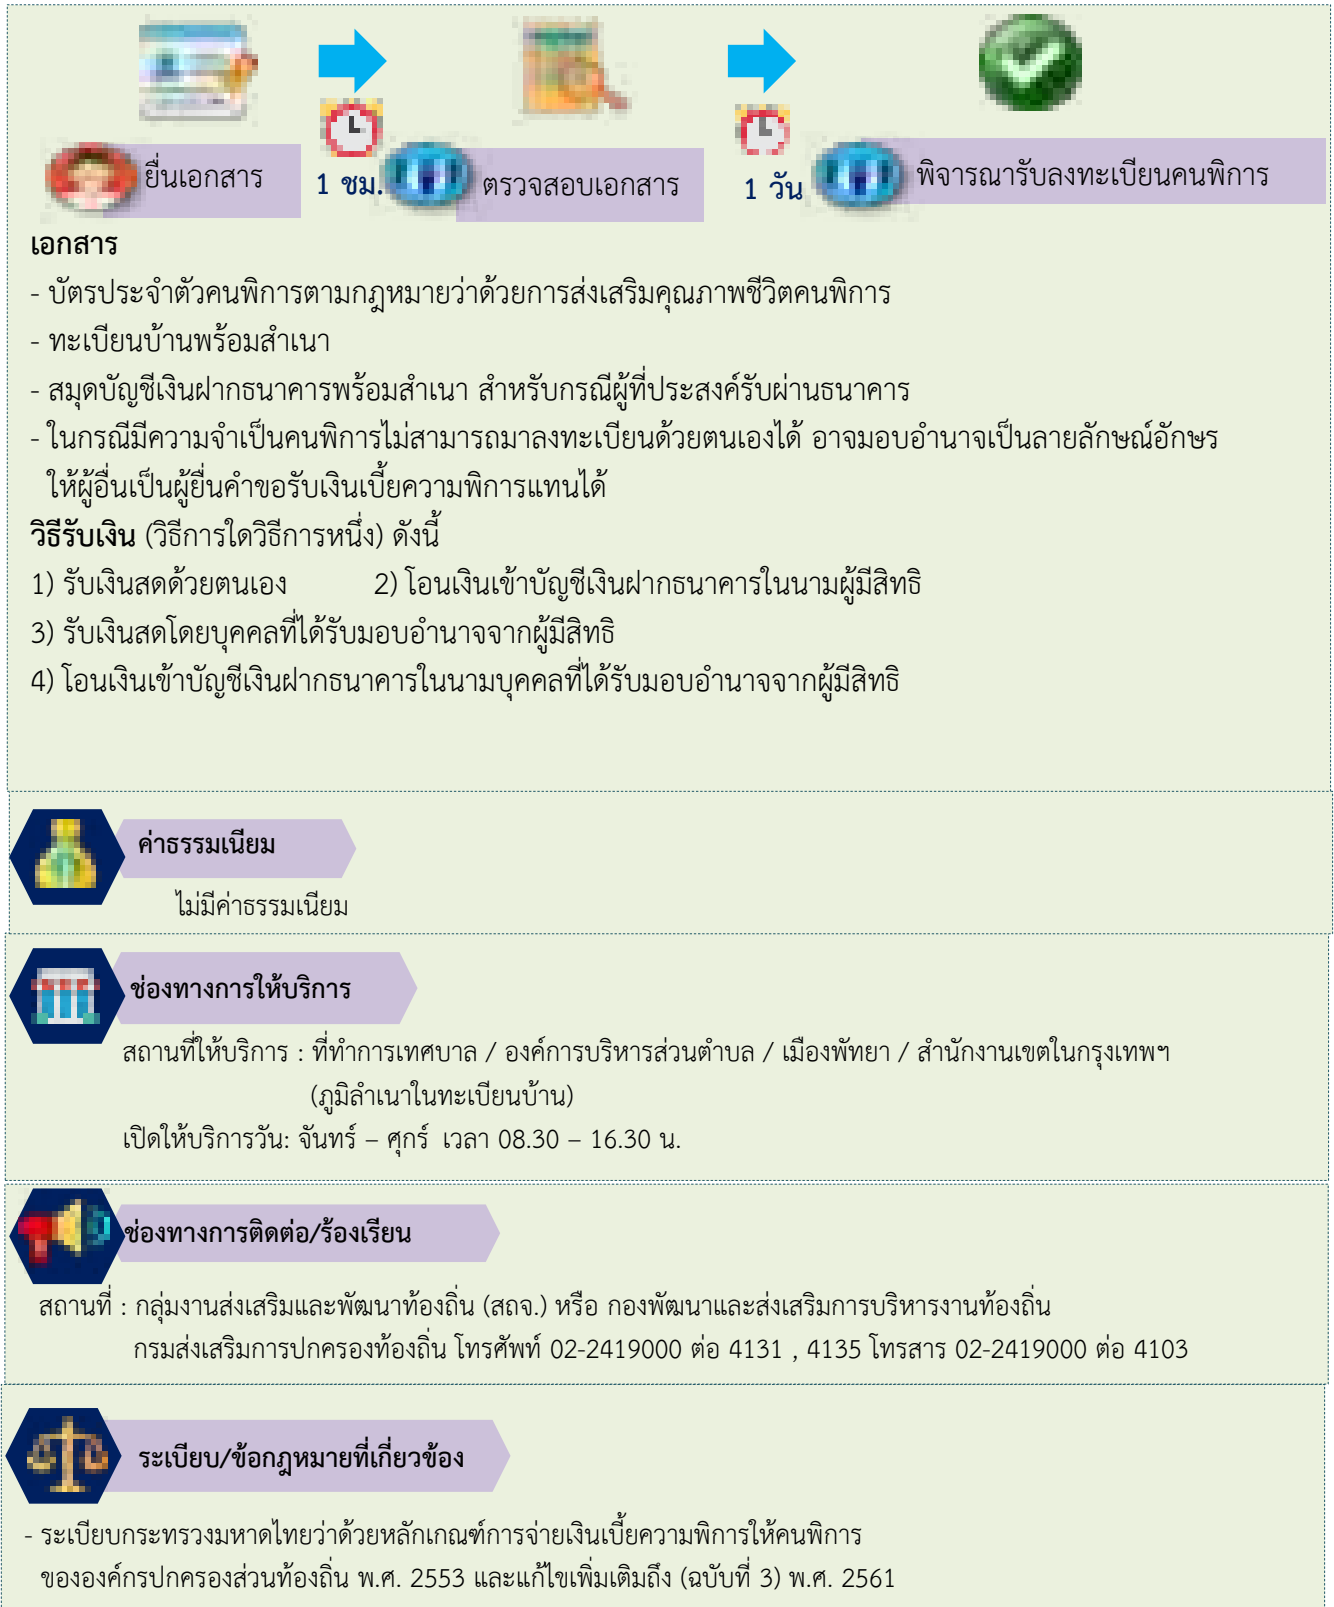 ยื่นเอกสาร
1 ชม.
ตรวจสอบเอกสาร
1 วัน
พิจารณารับลงทะเบียนคนพิการ
เอกสาร
- บัตรประจำตัวคนพิการตามกฎหมายว่าด้วยการส่งเสริมคุณภาพชีวิตคนพิการ
- ทะเบียนบ้านพร้อมสำเนา
- สมุดบัญชีเงินฝากธนาคารพร้อมสำเนา สำหรับกรณีผู้ที่ประสงค์รับผ่านธนาคาร
- ในกรณีมีความจำเป็นคนพิการไม่สามารถมาลงทะเบียนด้วยตนเองได้ อาจมอบอำนาจเป็นลายลักษณ์อักษร
ให้ผู้อื่นเป็นผู้ยื่นคำขอรับเงินเบี้ยความพิการแทนได้
วิธีรับเงิน (วิธีการใดวิธีการหนึ่ง) ดังนี้
1) รับเงินสดด้วยตนเอง 2) โอนเงินเข้าบัญชีเงินฝากธนาคารในนามผู้มีสิทธิ
3) รับเงินสดโดยบุคคลที่ได้รับมอบอำนาจจากผู้มีสิทธิ
4) โอนเงินเข้าบัญชีเงินฝากธนาคารในนามบุคคลที่ได้รับมอบอำนาจจากผู้มีสิทธิ
ค่าธรรมเนียม
ไม่มีค่าธรรมเนียม
ช่องทางการให้บริการ
สถานที่ให้บริการ : ที่ทำการเทศบาล / องค์การบริหารส่วนตำบล / เมืองพัทยา / สำนักงานเขตในกรุงเทพฯ
(ภูมิลำเนาในทะเบียนบ้าน)
เปิดให้บริการวัน: จันทร์ – ศุกร์ เวลา 08.30 – 16.30 น.
ช่องทางการติดต่อ/ร้องเรียน
สถานที่ : กลุ่มงานส่งเสริมและพัฒนาท้องถิ่น (สถจ.) หรือ กองพัฒนาและส่งเสริมการบริหารงานท้องถิ่น
กรมส่งเสริมการปกครองท้องถิ่น โทรศัพท์ 02-2419000 ต่อ 4131 , 4135 โทรสาร 02-2419000 ต่อ 4103
ระเบียบ/ข้อกฎหมายที่เกี่ยวข้อง
- ระเบียบกระทรวงมหาดไทยว่าด้วยหลักเกณฑ์การจ่ายเงินเบี้ยความพิการให้คนพิการ
ขององค์กรปกครองส่วนท้องถิ่น พ.ศ. 2553 และแก้ไขเพิ่มเติมถึง (ฉบับที่ 3) พ.ศ. 2561